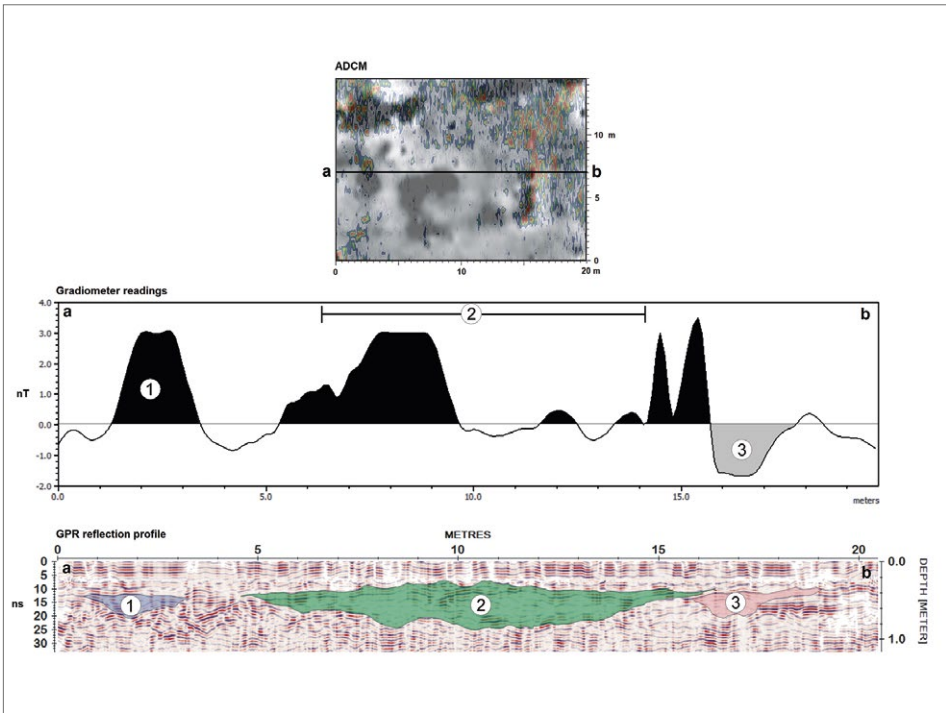 ADCM
a b
10 m
5
0
0 10 20 m
Gradiometer readings
4.0 a 2 b
3.0
2.0
nT 1.0 1
0.0
-1.0 3
-2.0
0.0 5.0 10.0 15.0 meters
GPR reflection profile METRES
0 5 10 15 20
0 a b 0.0
5
10
ns 15 1 2 3
20
25 1.0
30
DEPTH [METER]